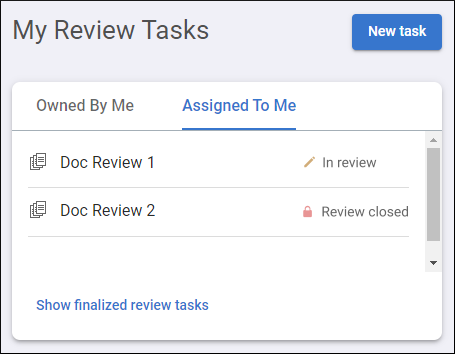 My Review Tasks New task
Owned By Me Assigned To Me
Doc Review 1 In review
Doc Review 2 Review closed
Show finalized review tasks